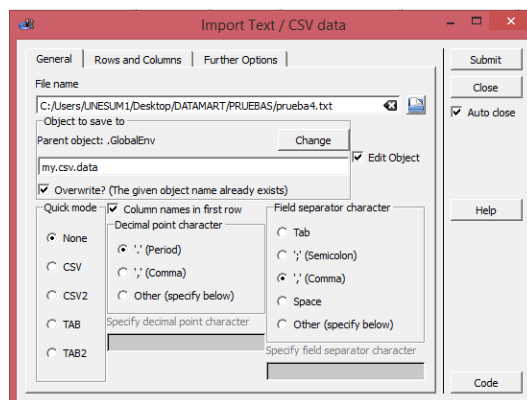 Import Text / CSV data
General Rows and Columns Further Options
Submit
File name
Close
C:/Users/UNESUM1/Desktop/DATAMART/PRUEBAS/prueba4.txt
Auto close
Object to save to
Parent object: .GlobalEnv
Change
Edit Object
my.csv.data
Overwrite? (The given object name already exists)
Quick mode
Column names in first row
Field separator character
Help
Decimal point character
Tab
None
'.' (Period)
';' (Semicolon)
CSV
',' (Comma)
',' (Comma)
CSV2
Other (specify below)
Space
TAB
Specify decimal point character
Other (specify below)
TAB2
Specify field separator character
Code